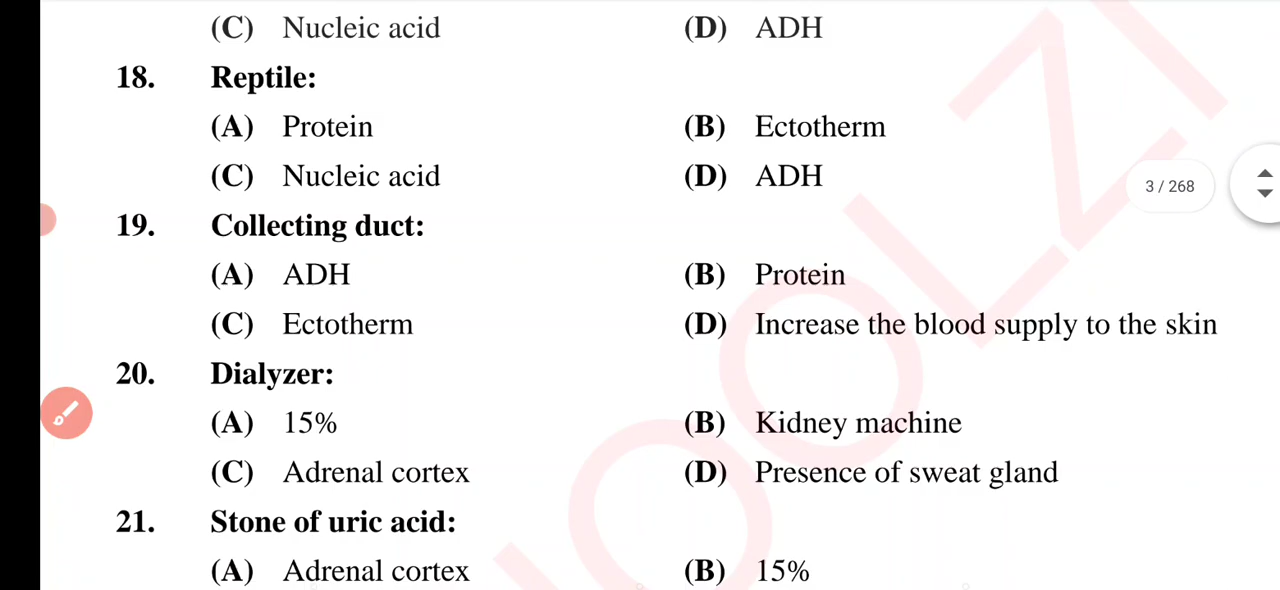 (C) Nucleic acid (D) ADH
18. Reptile:
(A) Protein (B) Ectotherm
(C) Nucleic acid (D) ADH
3 / 268
19. Collecting duct:
(A) ADH (B) Protein
(C) Ectotherm (D) Increase the blood supply to the skin
20. Dialyzer:
(A) 15% (B) Kidney machine
(C) Adrenal cortex (D) Presence of sweat gland
21. Stone of uric acid:
(A) Adrenal cortex (B) 15%